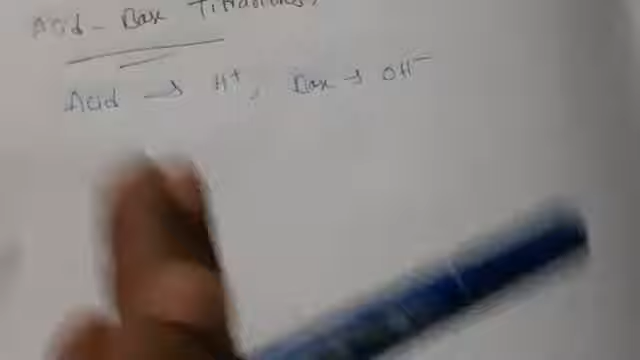 Acid - Base Titrations,
Acid → H⁺, Base → OH⁻